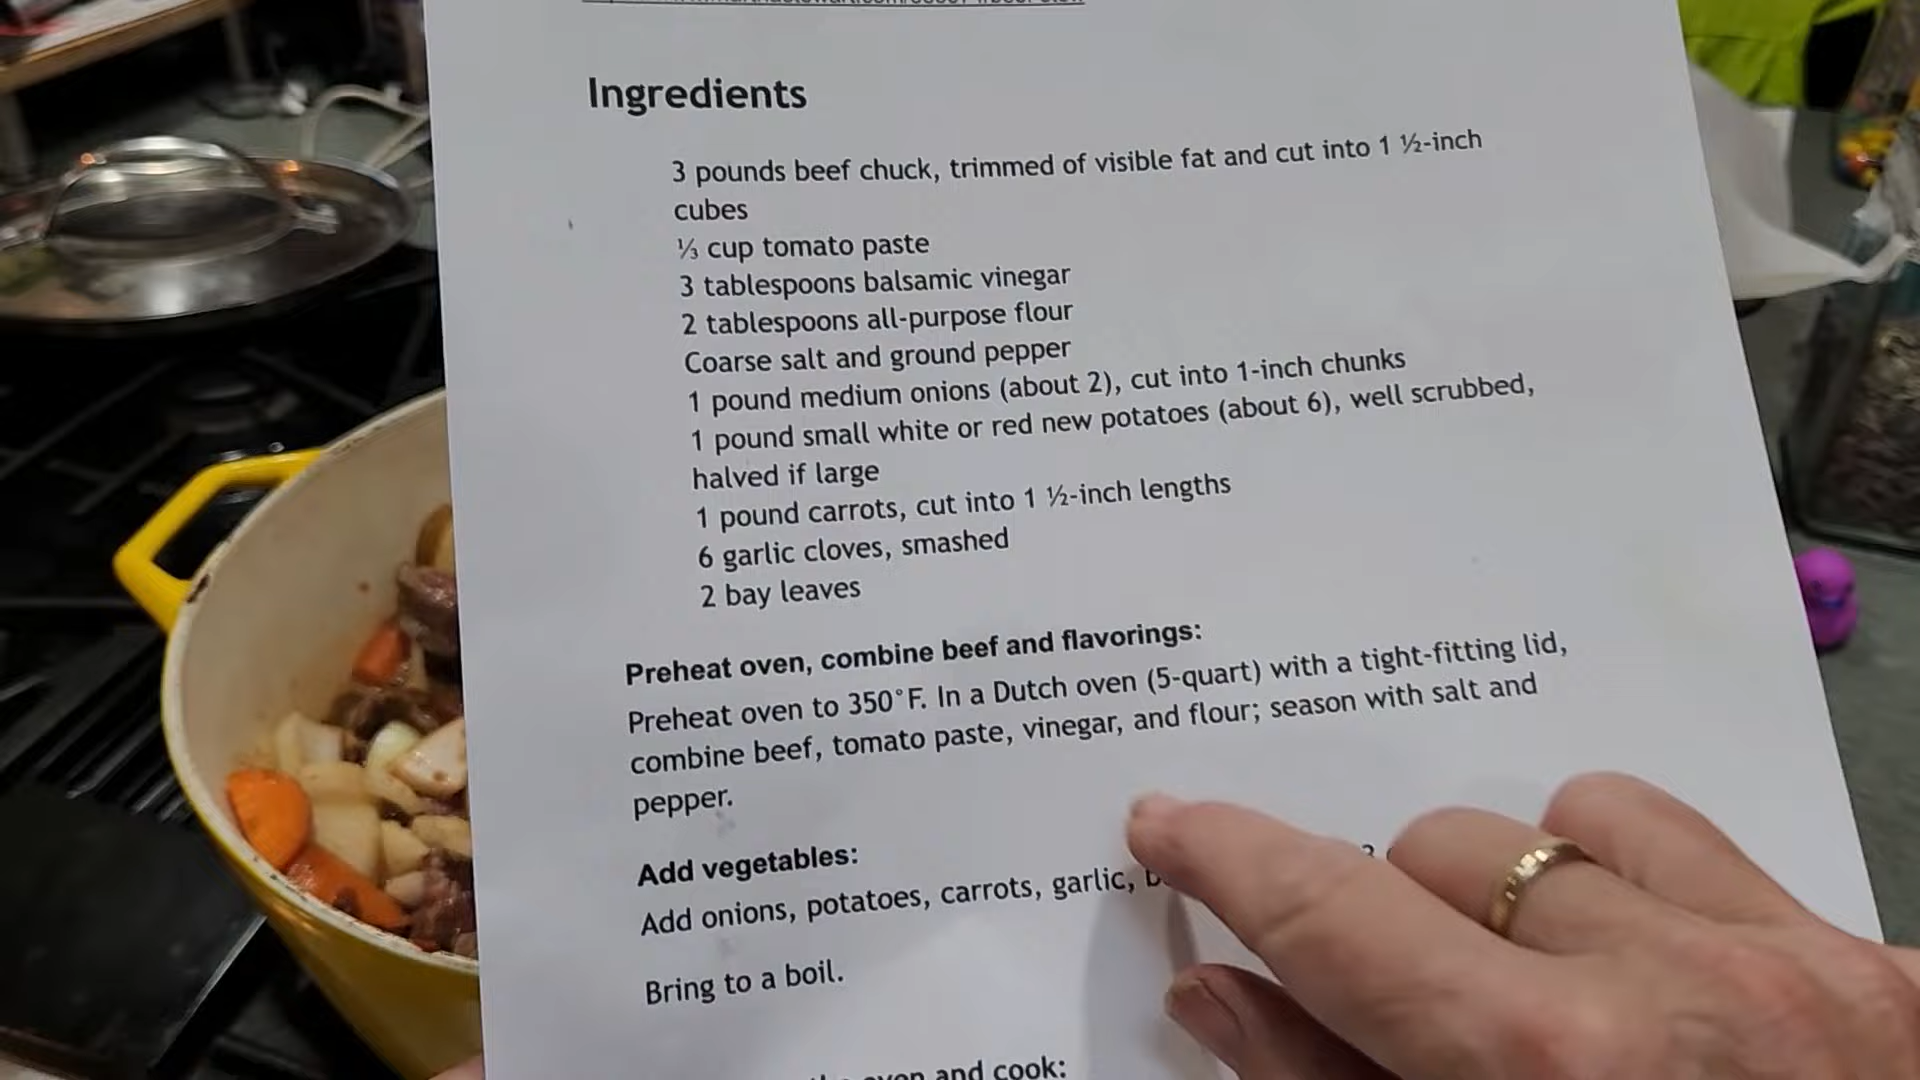 Ingredients
3 pounds beef chuck, trimmed of visible fat and cut into 1 ½-inch
cubes
⅓ cup tomato paste
3 tablespoons balsamic vinegar
2 tablespoons all-purpose flour
Coarse salt and ground pepper
1 pound medium onions (about 2), cut into 1-inch chunks
1 pound small white or red new potatoes (about 6), well scrubbed,
halved if large
1 pound carrots, cut into 1 ½-inch lengths
6 garlic cloves, smashed
2 bay leaves
Preheat oven, combine beef and flavorings:
Preheat oven to 350°F. In a Dutch oven (5-quart) with a tight-fitting lid,
combine beef, tomato paste, vinegar, and flour; season with salt and
pepper.
Add vegetables:
Add onions, potatoes, carrots, garlic,
Bring to a boil.
oven and cook: